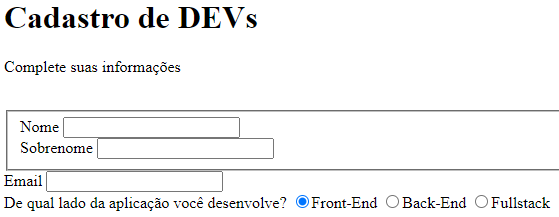 Cadastro de DEVs
Complete suas informações
Nome
Sobrenome
Email
De qual lado da aplicação você desenvolve? Front-End Back-End Fullstack